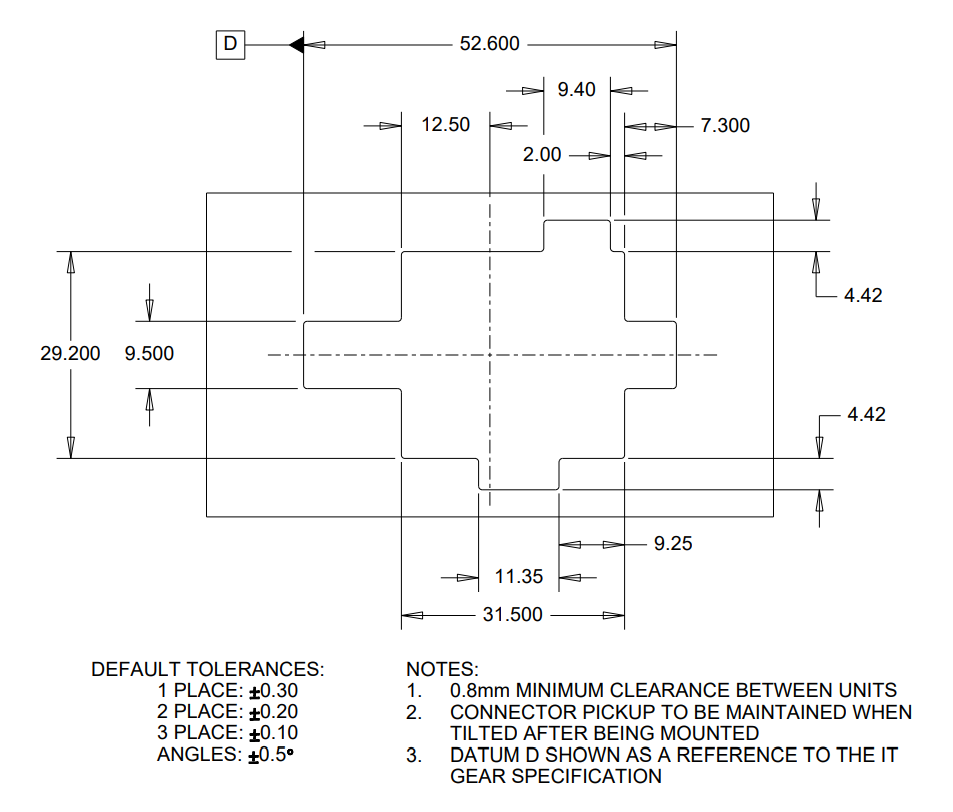 D
52.600
9.40
12.50
7.300
2.00
4.42
29.200
9.500
4.42
9.25
11.35
31.500
DEFAULT TOLERANCES:
1 PLACE: ±0.30
2 PLACE: ±0.20
3 PLACE: ±0.10
ANGLES: ±0.5°
NOTES:
1. 0.8mm MINIMUM CLEARANCE BETWEEN UNITS
2. CONNECTOR PICKUP TO BE MAINTAINED WHEN
TILTED AFTER BEING MOUNTED
3. DATUM D SHOWN AS A REFERENCE TO THE IT
GEAR SPECIFICATION